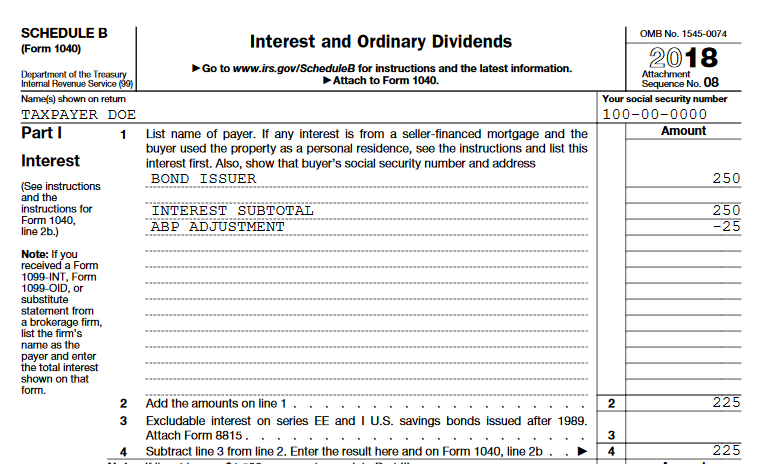 SCHEDULE B
(Form 1040)
Department of the Treasury
Internal Revenue Service (99)
Interest and Ordinary Dividends
▶Go to www.irs.gov/ScheduleB for instructions and the latest information.
▶Attach to Form 1040.
OMB No. 1545-0074
2018
Attachment
Sequence No. 08
Name(s) shown on return
TAXPAYER DOE
Your social security number
100-00-0000
Part I
Interest
(See instructions
and the
instructions for
Form 1040,
line 2b.)
Note: If you
received a Form
1099-INT, Form
1099-OID, or
substitute
statement from
a brokerage firm,
list the firm's
name as the
payer and enter
the total interest
shown on that
form.
Amount
1 List name of payer. If any interest is from a seller-financed mortgage and the
buyer used the property as a personal residence, see the instructions and list this
interest first. Also, show that buyer's social security number and address
BOND ISSUER 250
INTEREST SUBTOTAL 250
ABP ADJUSTMENT -25
2 Add the amounts on line 1 . . . . . . . . . . . . . . . . . . 2 225
3 Excludable interest on series EE and I U.S. savings bonds issued after 1989.
Attach Form 8815 . . . . . . . . . . . . . . . . . . . . . 3
4 Subtract line 3 from line 2. Enter the result here and on Form 1040, line 2b . . ▶ 4 225